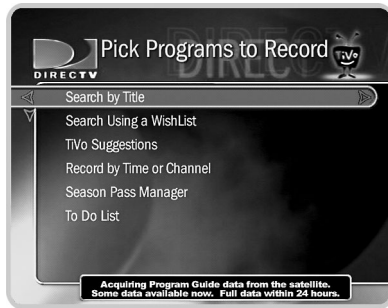 Pick Programs to Record
DIRECTV
TiVo
Search by Title
Search Using a WishList
TiVo Suggestions
Record by Time or Channel
Season Pass Manager
To Do List
Acquiring Program Guide data from the satellite.
Some data available now. Full data within 24 hours.